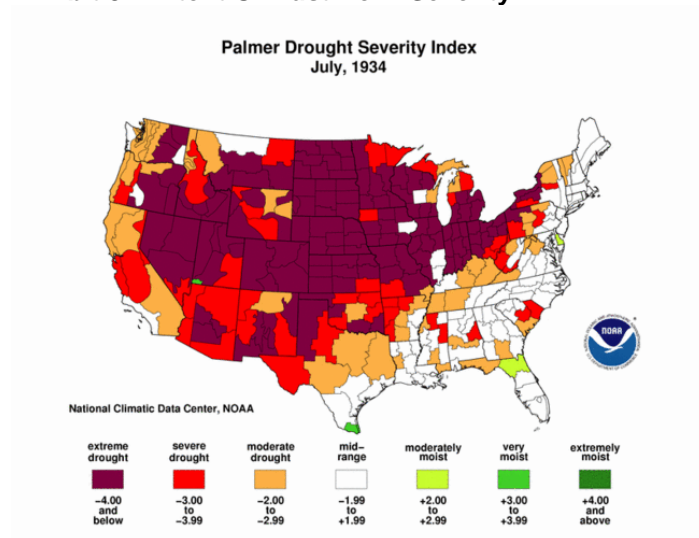 Palmer Drought Severity Index
July, 1934
NOAA
National Climatic Data Center, NOAA
extreme drought
severe drought
moderate drought
mid-range
moderately moist
very moist
extremely moist
-4.00 and below
-3.00 to -3.99
-2.00 to -2.99
-1.99 to +1.99
+2.00 to +2.99
+3.00 to +3.99
+4.00 and above